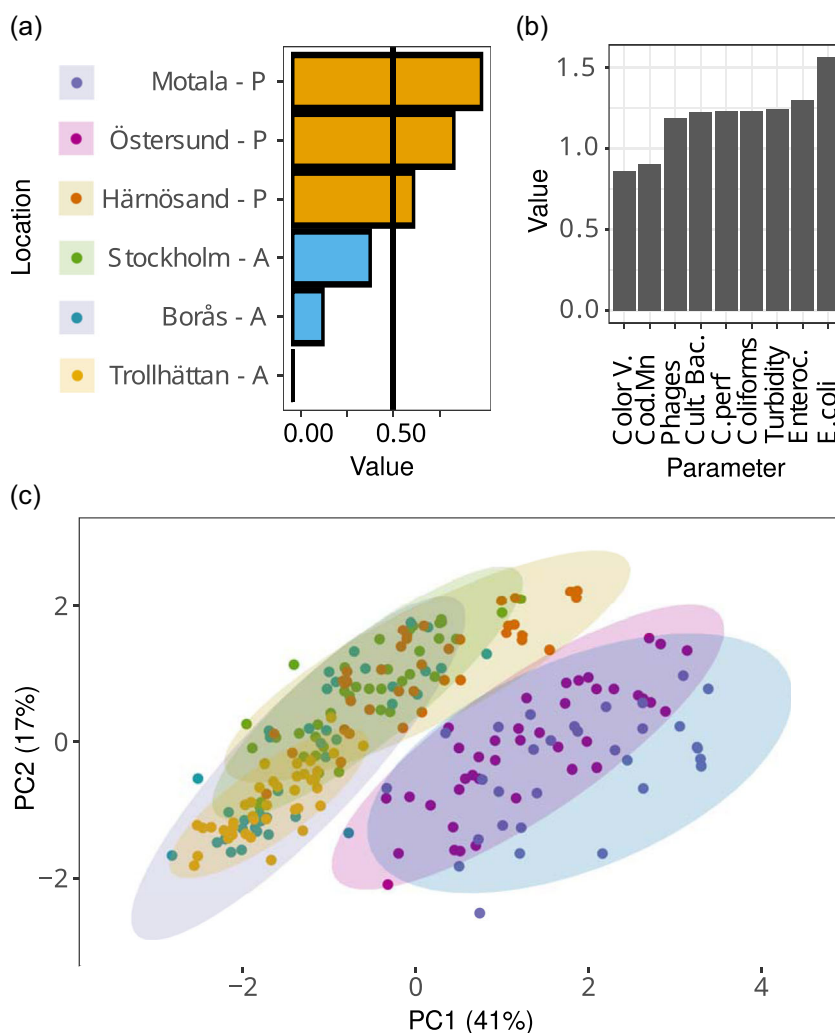 (a)
Location
Motala - P
Östersund - P
Härnösand - P
Stockholm - A
Borås - A
Trollhättan - A
0.00 0.50
Value
(b)
Value
1.5
1.0
0.5
0.0
Color V.
Cod.Mn
Phages
Cult. Bac.
C.perf
Coliforms
Turbidity
Enteroc.
E.coli
Parameter
(c)
PC2 (17%)
2
0
−2
−2 0 2 4
PC1 (41%)